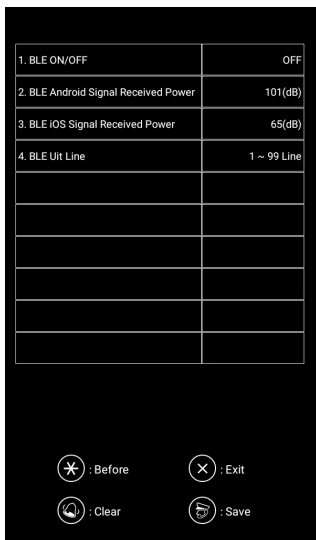 1. BLE ON/OFF OFF
2. BLE Android Signal Received Power 101(dB)
3. BLE iOS Signal Received Power 65(dB)
4. BLE Uit Line 1 ~ 99 Line
: Before : Exit
: Clear : Save